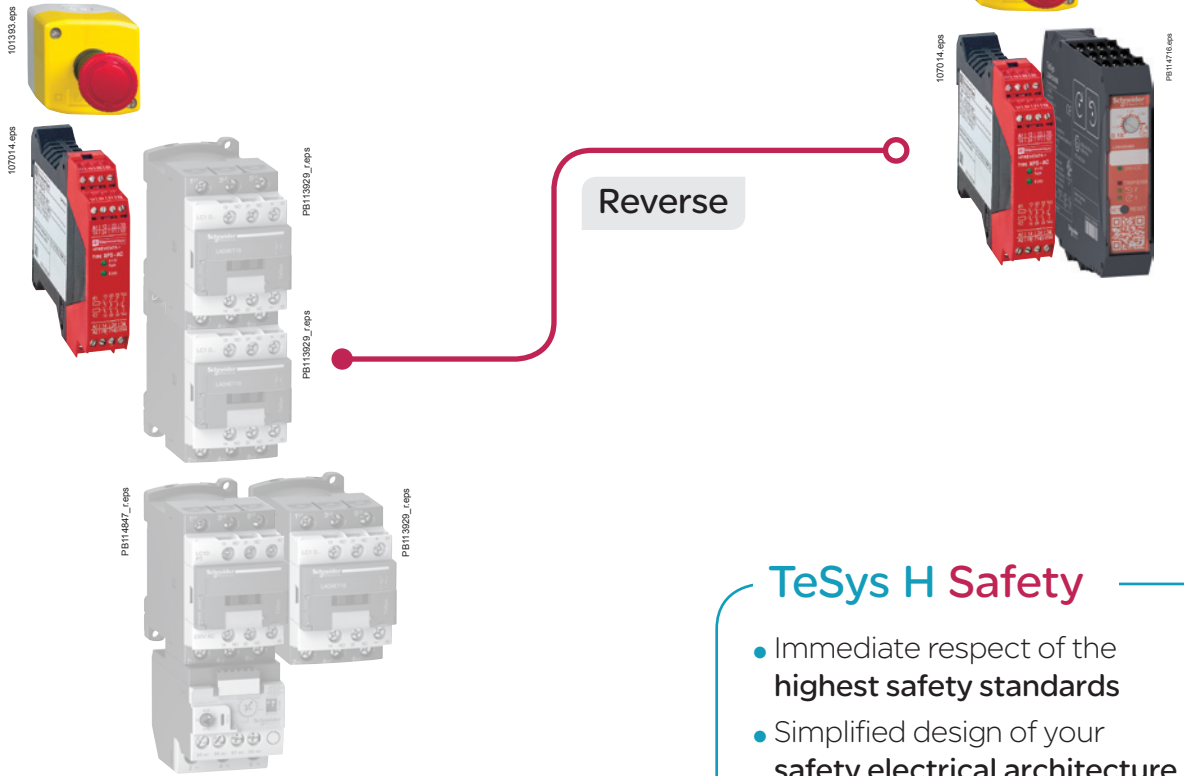 101393.eps
107014.eps
PB113929_r.eps
PB113929_r.eps
Reverse
107014.eps
PB114716.eps
Schneider
PB114847_r.eps
PB113929_r.eps
TeSys H Safety
• Immediate respect of the
highest safety standards
• Simplified design of your
safety electrical architecture